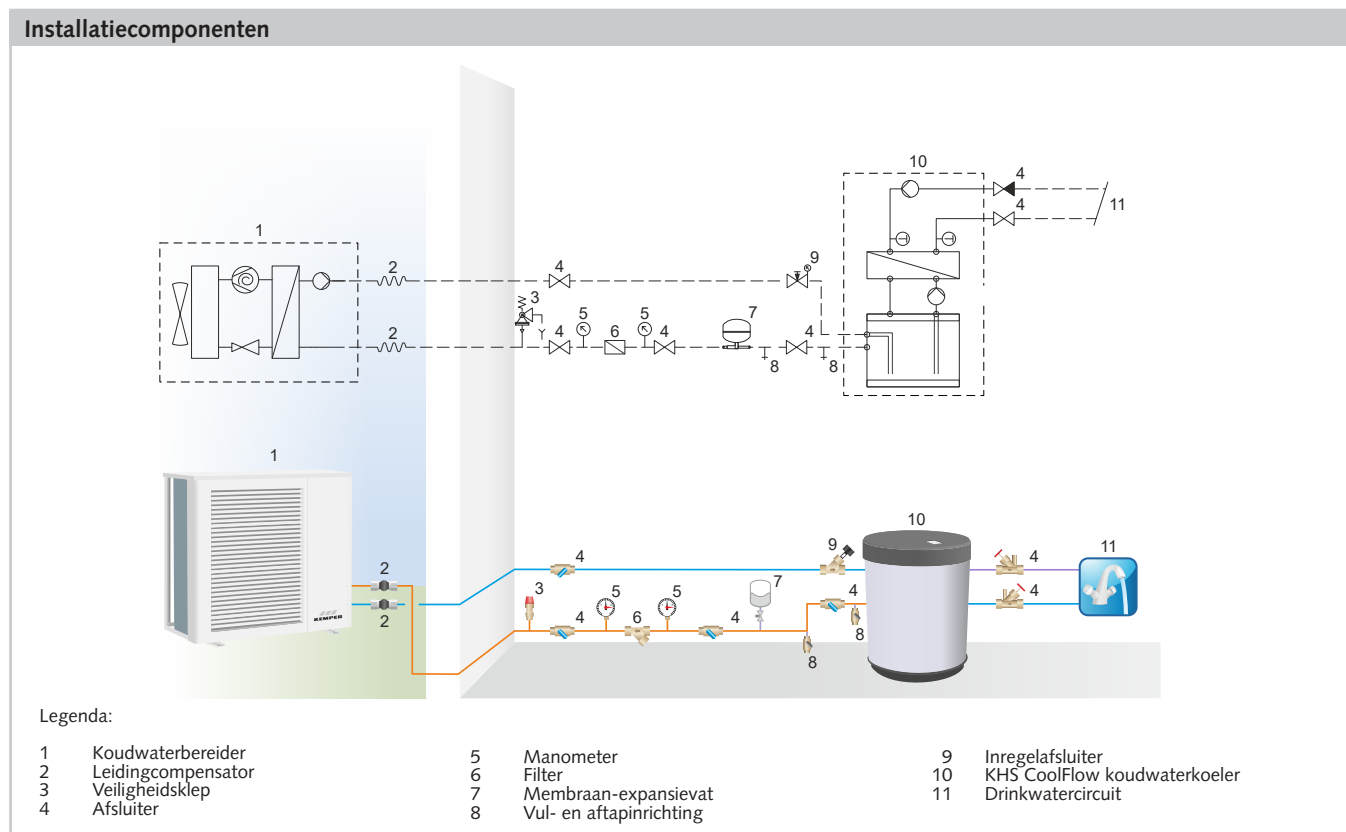 Installatiecomponenten
10
4
4
11
1
2
4
9
3
5
5
7
2
4
6
4
4
8
8
1
10
2
4
9
11
4
3
5
5
7
4
4
KEMPER
2
4
6
4
8
8
Legenda:
1 Koudwaterbereider
2 Leidingcompensator
3 Veiligheidsklep
4 Afsluiter
5 Manometer
6 Filter
7 Membraan-expansievat
8 Vul- en aftapinrichting
9 Inregelafsluiter
10 KHS CoolFlow koudwaterkoeler
11 Drinkwatercircuit